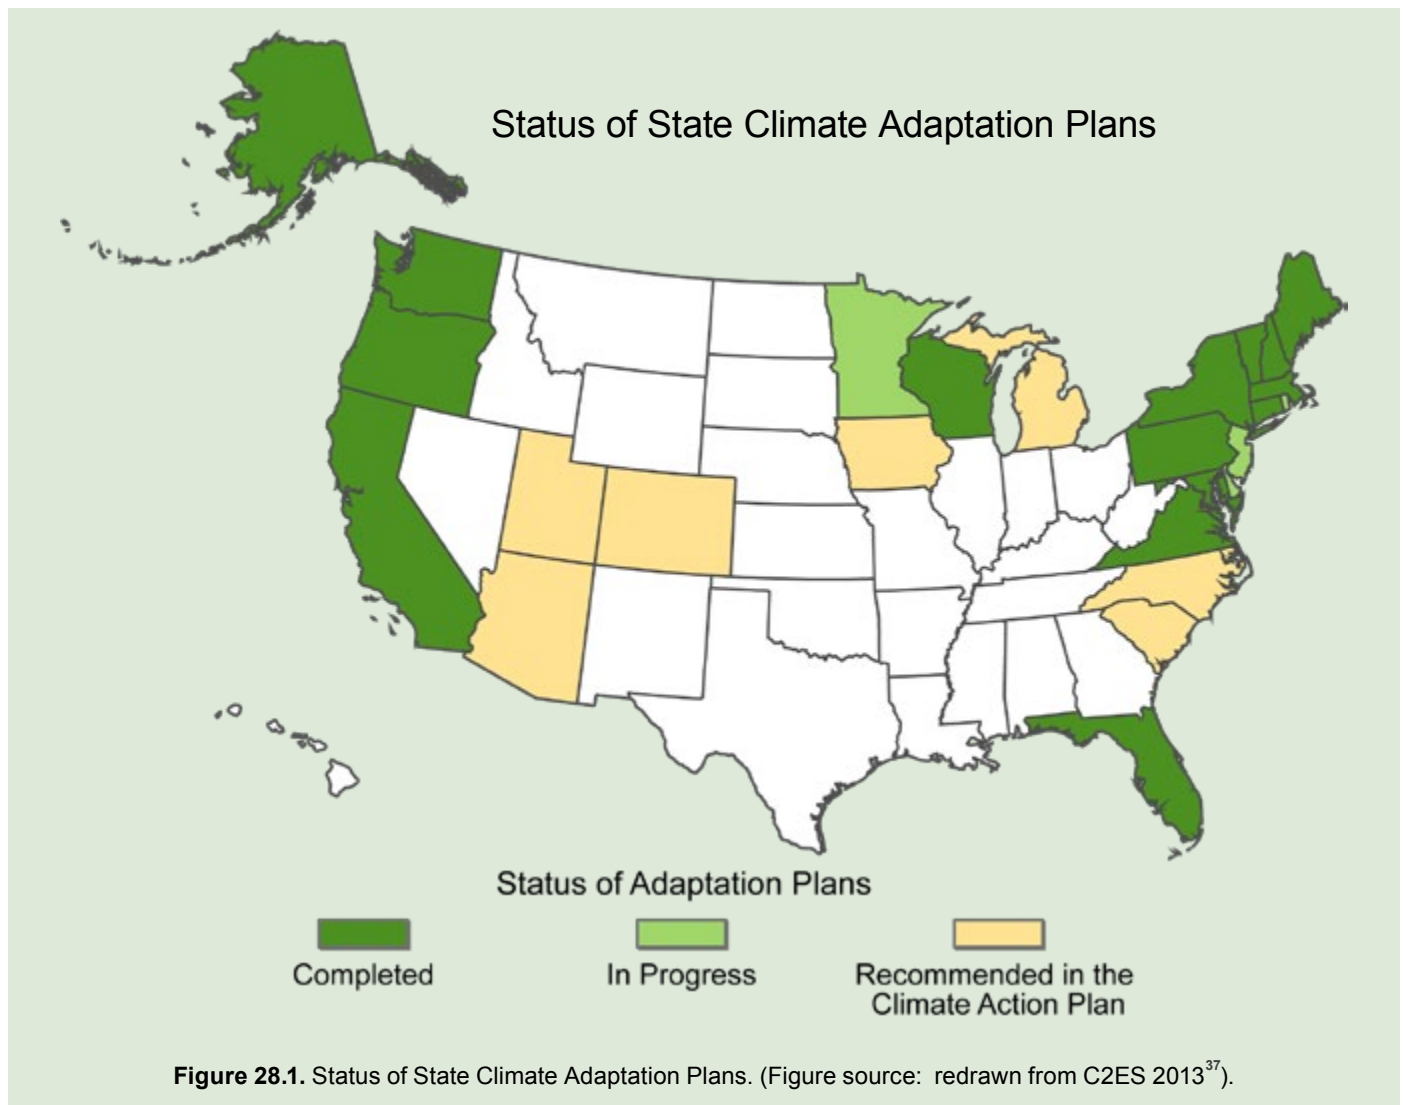 Status of State Climate Adaptation Plans
Status of Adaptation Plans
Completed
In Progress
Recommended in the
Climate Action Plan
Figure 28.1. Status of State Climate Adaptation Plans. (Figure source:  redrawn from C2ES 2013³⁷).